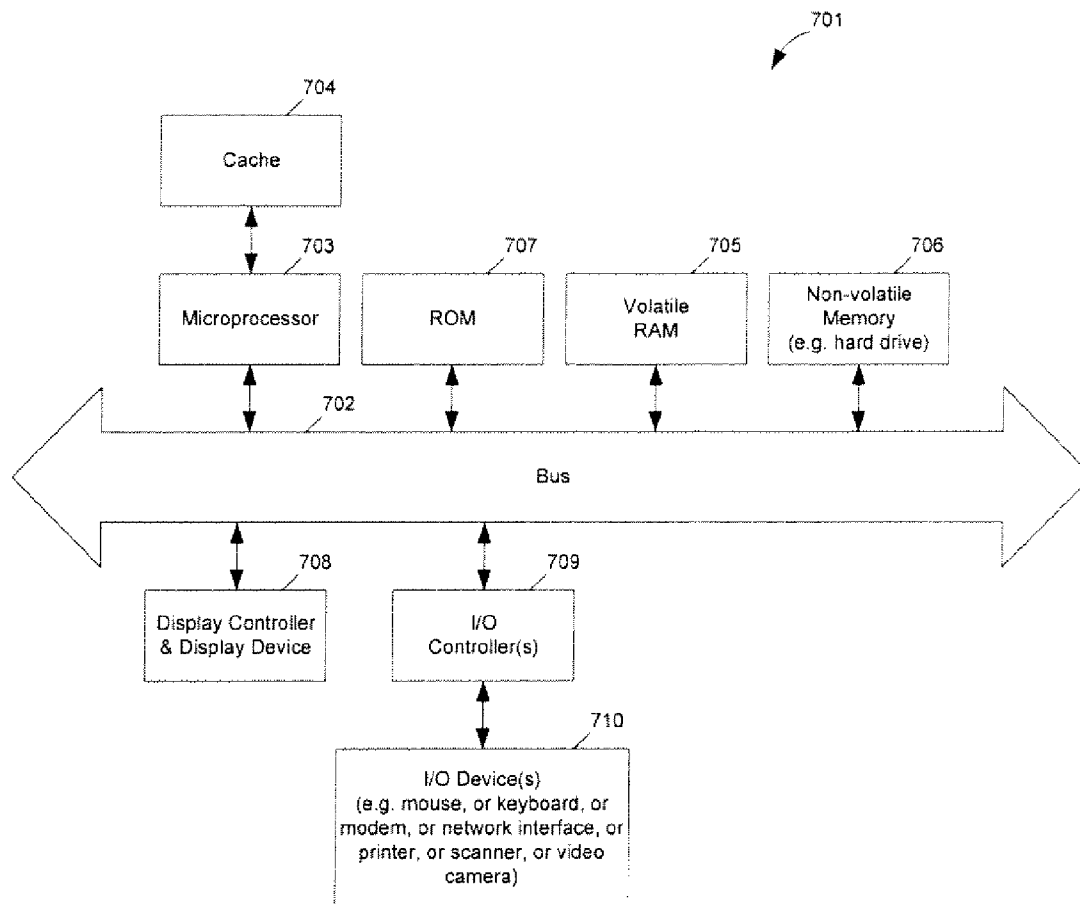 701
704
Cache
703
Microprocessor
707
ROM
705
Volatile
RAM
706
Non-volatile
Memory
(e.g. hard drive)
702
Bus
708
Display Controller
& Display Device
709
I/O
Controller(s)
710
I/O Device(s)
(e.g. mouse, or keyboard, or
modem, or network interface, or
printer, or scanner, or video
camera)